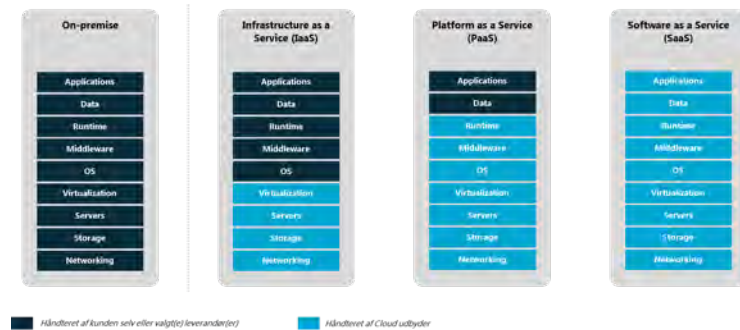 On-premise
Applications
Data
Runtime
Middleware
OS
Virtualization
Servers
Storage
Networking
Infrastructure as a
Service (IaaS)
Applications
Data
Runtime
Middleware
OS
Virtualization
Servers
Storage
Networking
Platform as a Service
(PaaS)
Applications
Data
Runtime
Middleware
OS
Virtualization
Servers
Storage
Networking
Software as a Service
(SaaS)
Applications
Data
Runtime
Middleware
OS
Virtualization
Servers
Storage
Networking
Håndteret af kunden selv eller valgt(e) leverandør(er)
Håndteret af Cloud udbyder